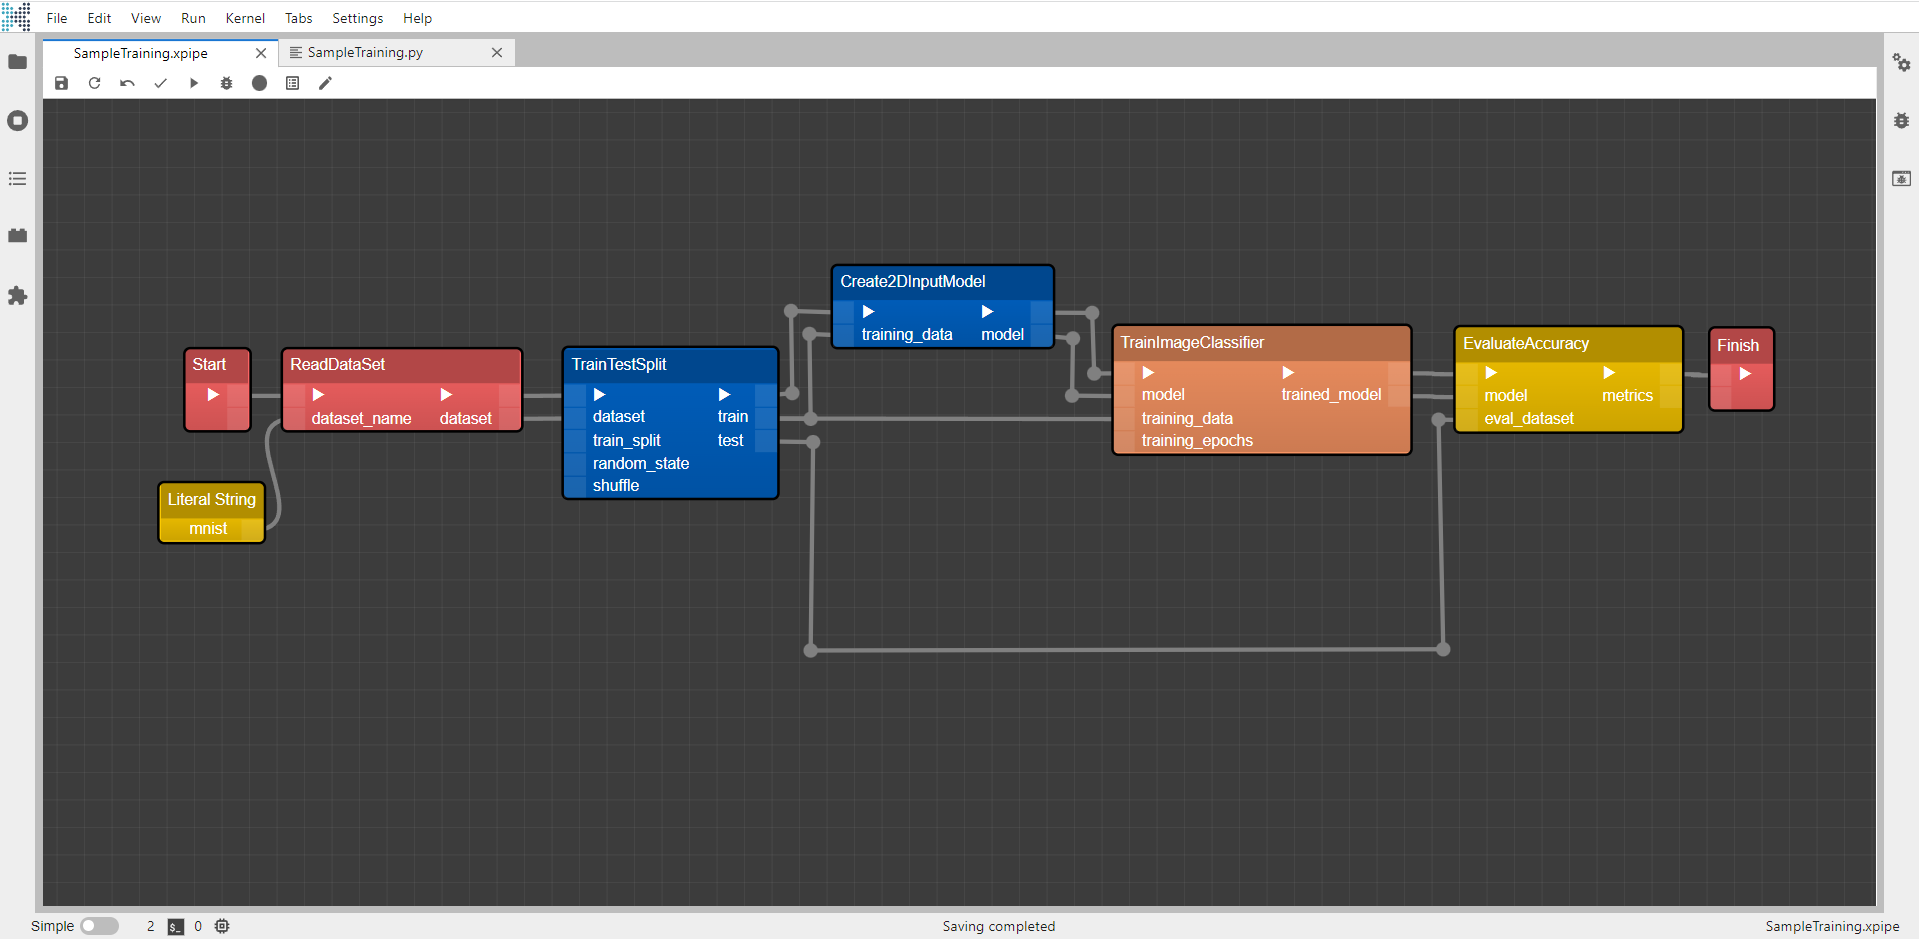 File Edit View Run Kernel Tabs Settings Help
SampleTraining.xpipe
SampleTraining.py
Start
ReadDataSet
dataset_name dataset
Literal String
mnist
TrainTestSplit
dataset train
train_split test
random_state
shuffle
Create2DInputModel
training_data model
TrainImageClassifier
model trained_model
training_data
training_epochs
EvaluateAccuracy
model metrics
eval_dataset
Finish
Simple 2 $_ 0 Saving completed SampleTraining.xpipe